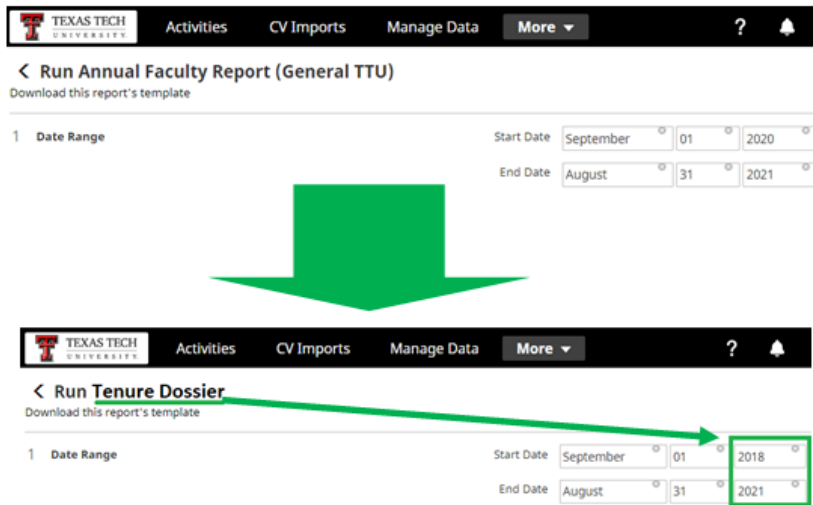 TEXAS TECH
UNIVERSITY.
Activities CV Imports Manage Data More ?
Run Annual Faculty Report (General TTU)
Download this report's template
1 Date Range Start Date September 01 2020
End Date August 31 2021
TEXAS TECH
UNIVERSITY
Activities CV Imports Manage Data More ?
Run Tenure Dossier
Download this report's template
1 Date Range Start Date September 01 2018
End Date August 31 2021